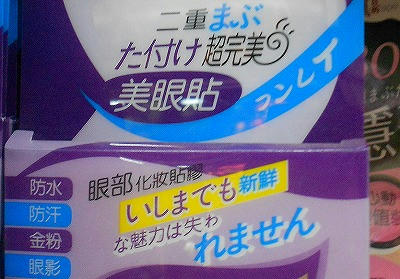 二重まぶ
た付け超完美
美眼貼
コンレイ
眼部化妝貼膠
いしまでも新鮮
な魅力は失わ
れません
防水
防汗
金粉
眼影